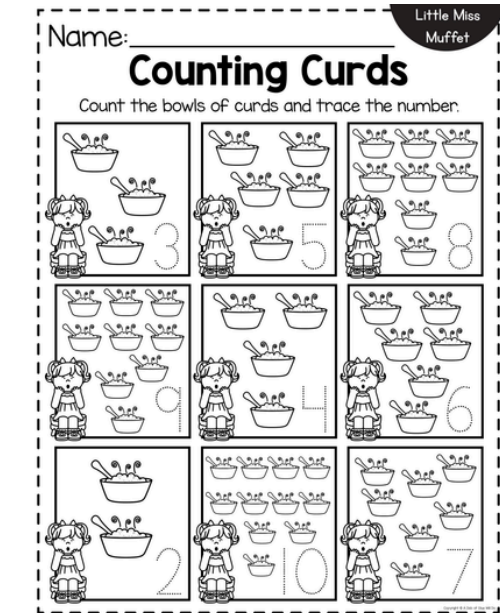 Little Miss
Muffet
Name:
Counting Curds
Count the bowls of curds and trace the number.
3
5
8
9
4
6
2
10
7